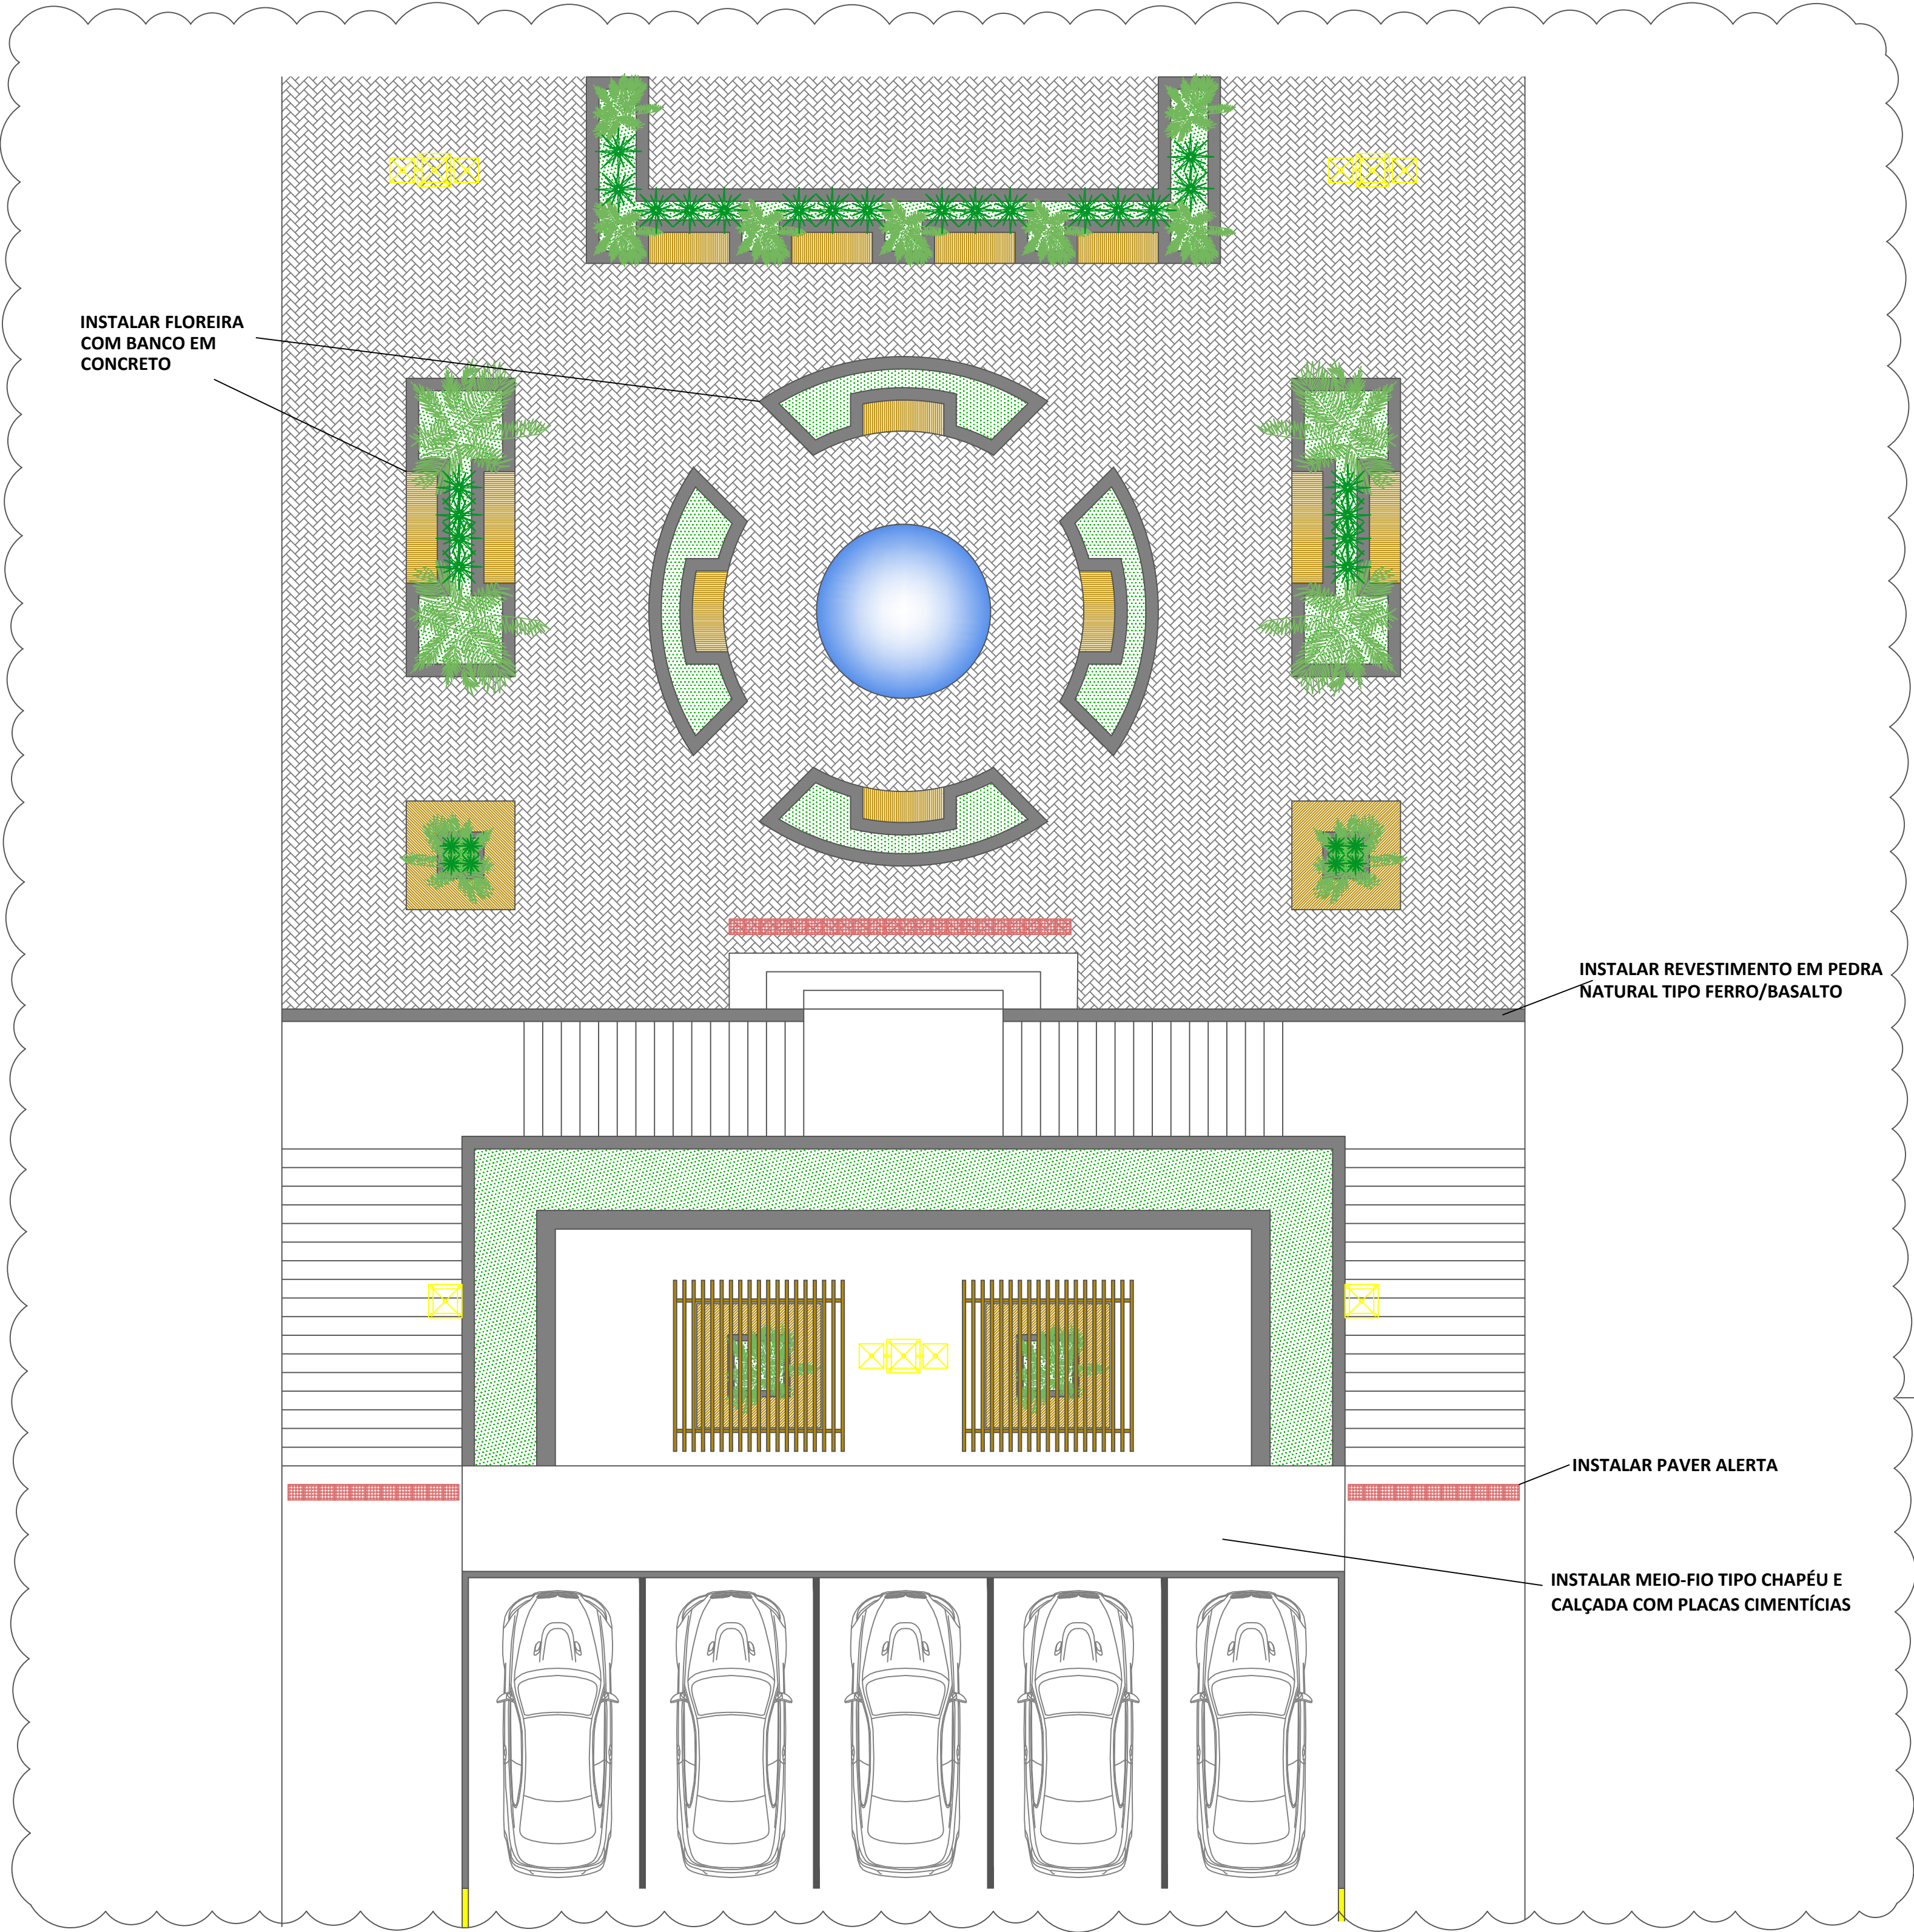 INSTALAR FLOREIRA
COM BANCO EM
CONCRETO
INSTALAR REVESTIMENTO EM PEDRA
NATURAL TIPO FERRO/BASALTO
INSTALAR PAVER ALERTA
INSTALAR MEIO-FIO TIPO CHAPÉU E
CALÇADA COM PLACAS CIMENTÍCIAS